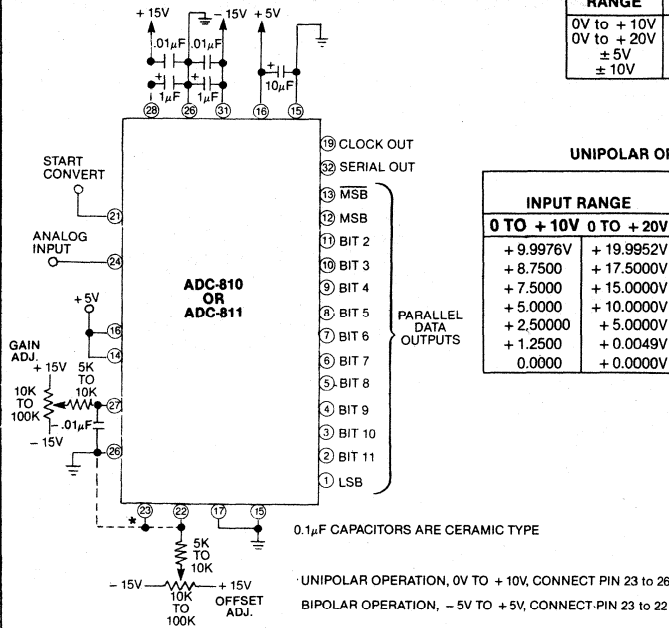 RANGE
0V to + 10V
0V to + 20V
± 5V
± 10V
+ 15V
- 15V
+ 5V
.01µF
.01µF
+
1µF
+
1µF
+
10µF
28
26
31
16
15
19 CLOCK OUT
32 SERIAL OUT
13 MSB
12 MSB
11 BIT 2
10 BIT 3
9 BIT 4
8 BIT 5
7 BIT 6
6 BIT 7
5 BIT 8
4 BIT 9
3 BIT 10
2 BIT 11
1 LSB
PARALLEL
DATA
OUTPUTS
START
CONVERT
21
ANALOG
INPUT
24
ADC-810
OR
ADC-811
+ 5V
16
14
GAIN
ADJ.
+ 15V
10K
TO
100K
- 15V
5K
TO
10K
27
.01µF
26
*
23
22
17
15
5K
TO
10K
- 15V
+ 15V
10K
TO
100K
OFFSET
ADJ.
UNIPOLAR
INPUT RANGE
0 TO + 10V 0 TO + 20V
+ 9.9976V + 19.9952V
+ 8.7500 + 17.5000V
+ 7.5000 + 15.0000V
+ 5.0000 + 10.0000V
+ 2.50000 + 5.0000V
+ 1.2500 + 0.0049V
0.0000 + 0.0000V
0.1µF CAPACITORS ARE CERAMIC TYPE
UNIPOLAR OPERATION, 0V TO + 10V, CONNECT PIN 23 to 26
BIPOLAR OPERATION, - 5V TO + 5V, CONNECT PIN 23 to 22